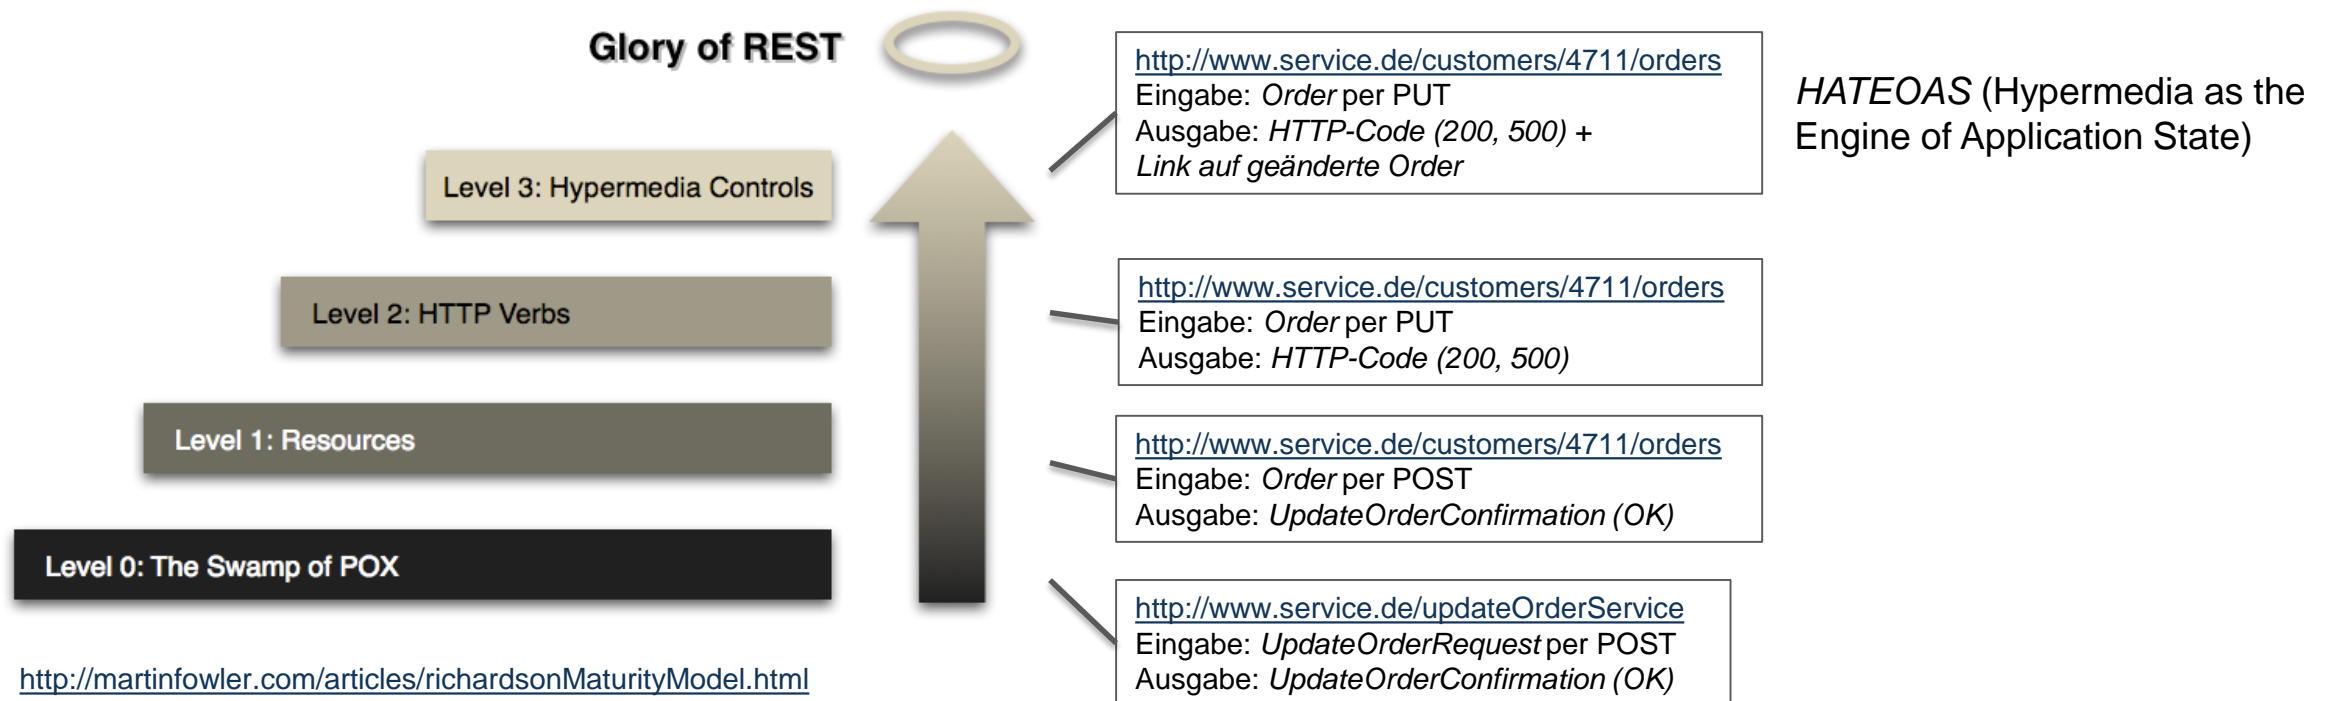 Glory of REST
http://www.service.de/customers/4711/orders
Eingabe: Order per PUT
Ausgabe: HTTP-Code (200, 500) +
Link auf geänderte Order
HATEOAS (Hypermedia as the
Engine of Application State)
Level 3: Hypermedia Controls
Level 2: HTTP Verbs
http://www.service.de/customers/4711/orders
Eingabe: Order per PUT
Ausgabe: HTTP-Code (200, 500)
Level 1: Resources
http://www.service.de/customers/4711/orders
Eingabe: Order per POST
Ausgabe: UpdateOrderConfirmation (OK)
Level 0: The Swamp of POX
http://www.service.de/updateOrderService
Eingabe: UpdateOrderRequest per POST
Ausgabe: UpdateOrderConfirmation (OK)
http://martinfowler.com/articles/richardsonMaturityModel.html